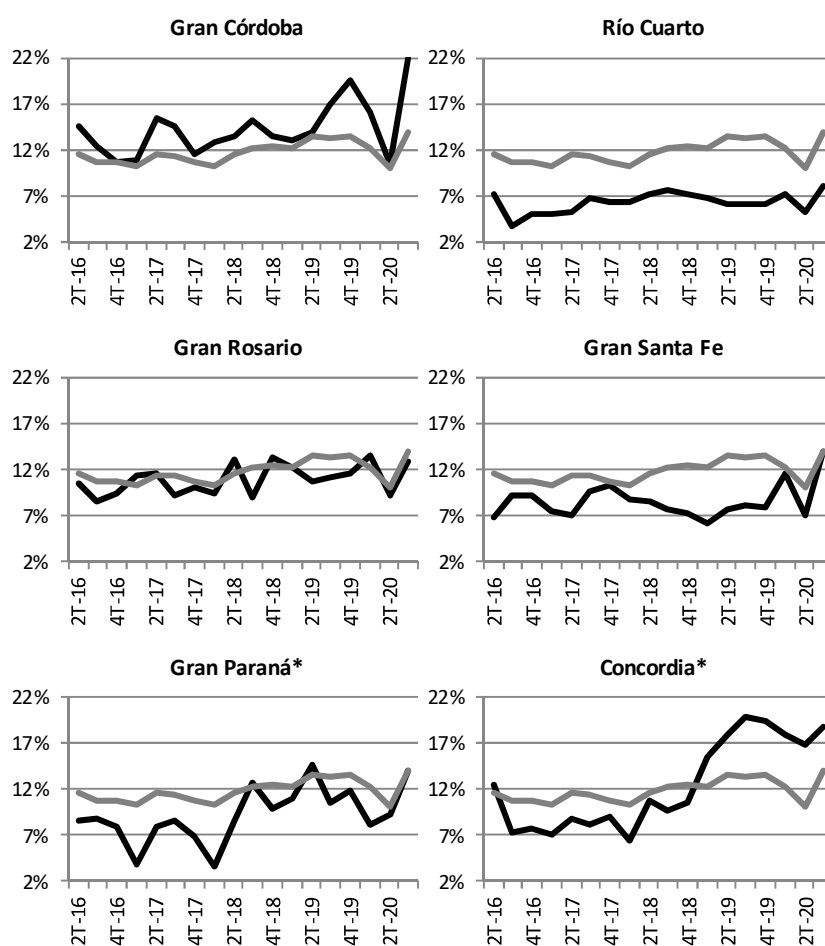 Gran Córdoba
22%
17%
12%
7%
2%
2T-16
4T-16
2T-17
4T-17
2T-18
4T-18
2T-19
4T-19
2T-20
Río Cuarto
22%
17%
12%
7%
2%
2T-16
4T-16
2T-17
4T-17
2T-18
4T-18
2T-19
4T-19
2T-20
Gran Rosario
22%
17%
12%
7%
2%
2T-16
4T-16
2T-17
4T-17
2T-18
4T-18
2T-19
4T-19
2T-20
Gran Santa Fe
22%
17%
12%
7%
2%
2T-16
4T-16
2T-17
4T-17
2T-18
4T-18
2T-19
4T-19
2T-20
Gran Paraná*
22%
17%
12%
7%
2%
2T-16
4T-16
2T-17
4T-17
2T-18
4T-18
2T-19
4T-19
2T-20
Concordia*
22%
17%
12%
7%
2%
2T-16
4T-16
2T-17
4T-17
2T-18
4T-18
2T-19
4T-19
2T-20